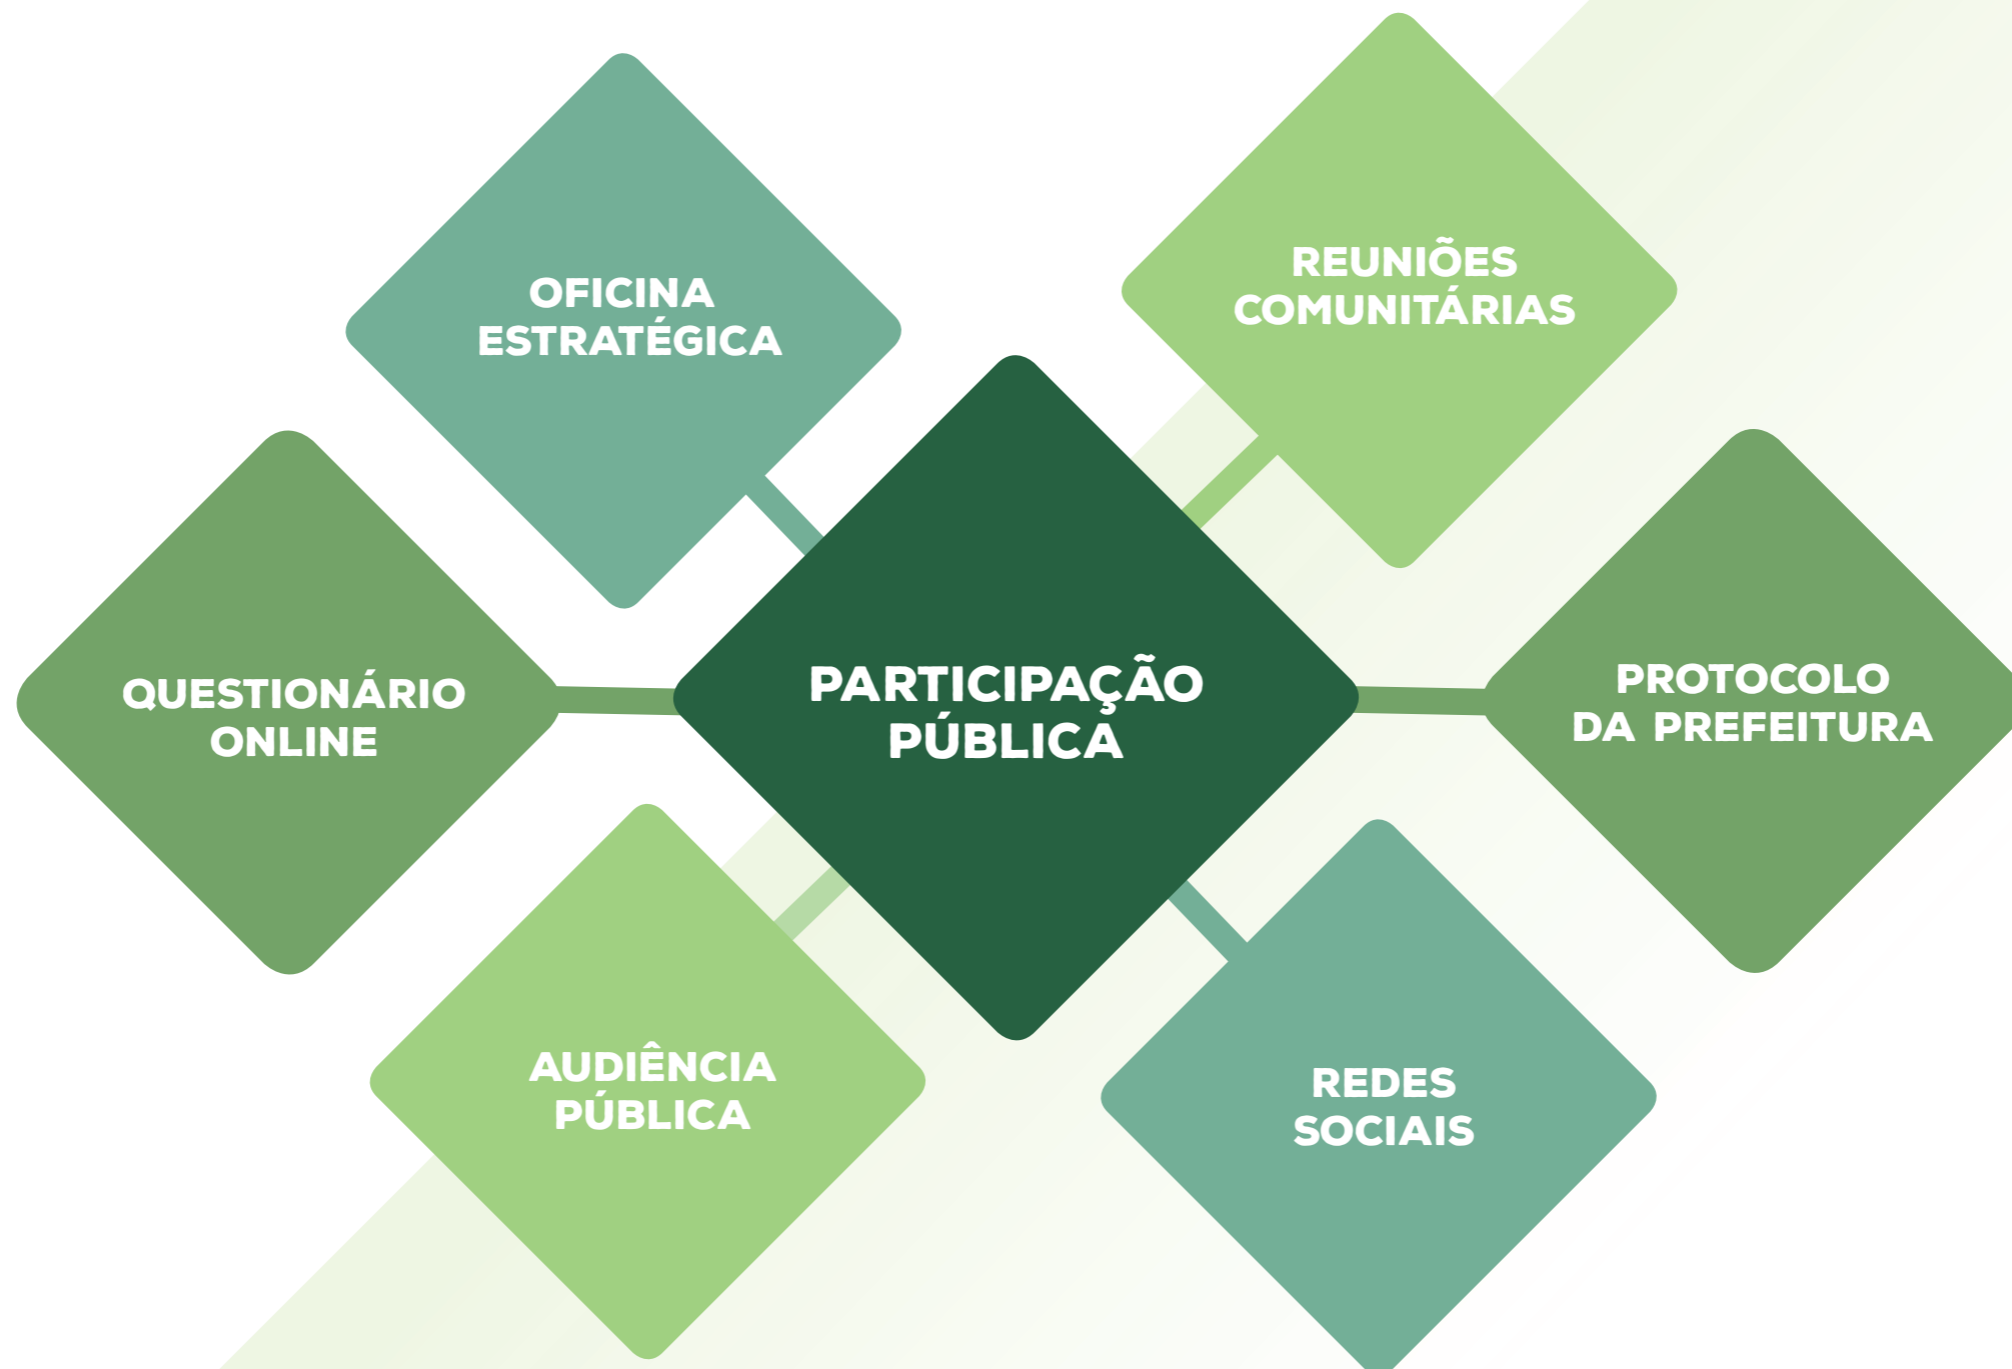 REUNIÕES
COMUNITÁRIAS
OFICINA
ESTRATÉGICA
PARTICIPAÇÃO
PÚBLICA
QUESTIONÁRIO
ONLINE
PROTOCOLO
DA PREFEITURA
AUDIÊNCIA
PÚBLICA
REDES
SOCIAIS